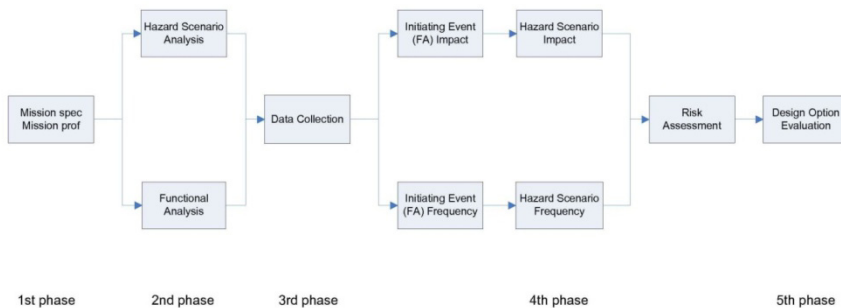 Hazard Scenario
Analysis
Initiating Event
(FA) Impact
Hazard Scenario
Impact
Mission spec
Mission prof
Data Collection
Risk
Assessment
Design Option
Evaluation
Functional
Analysis
Initiating Event
(FA) Frequency
Hazard Scenario
Frequency
1st phase
2nd phase
3rd phase
4th phase
5th phase